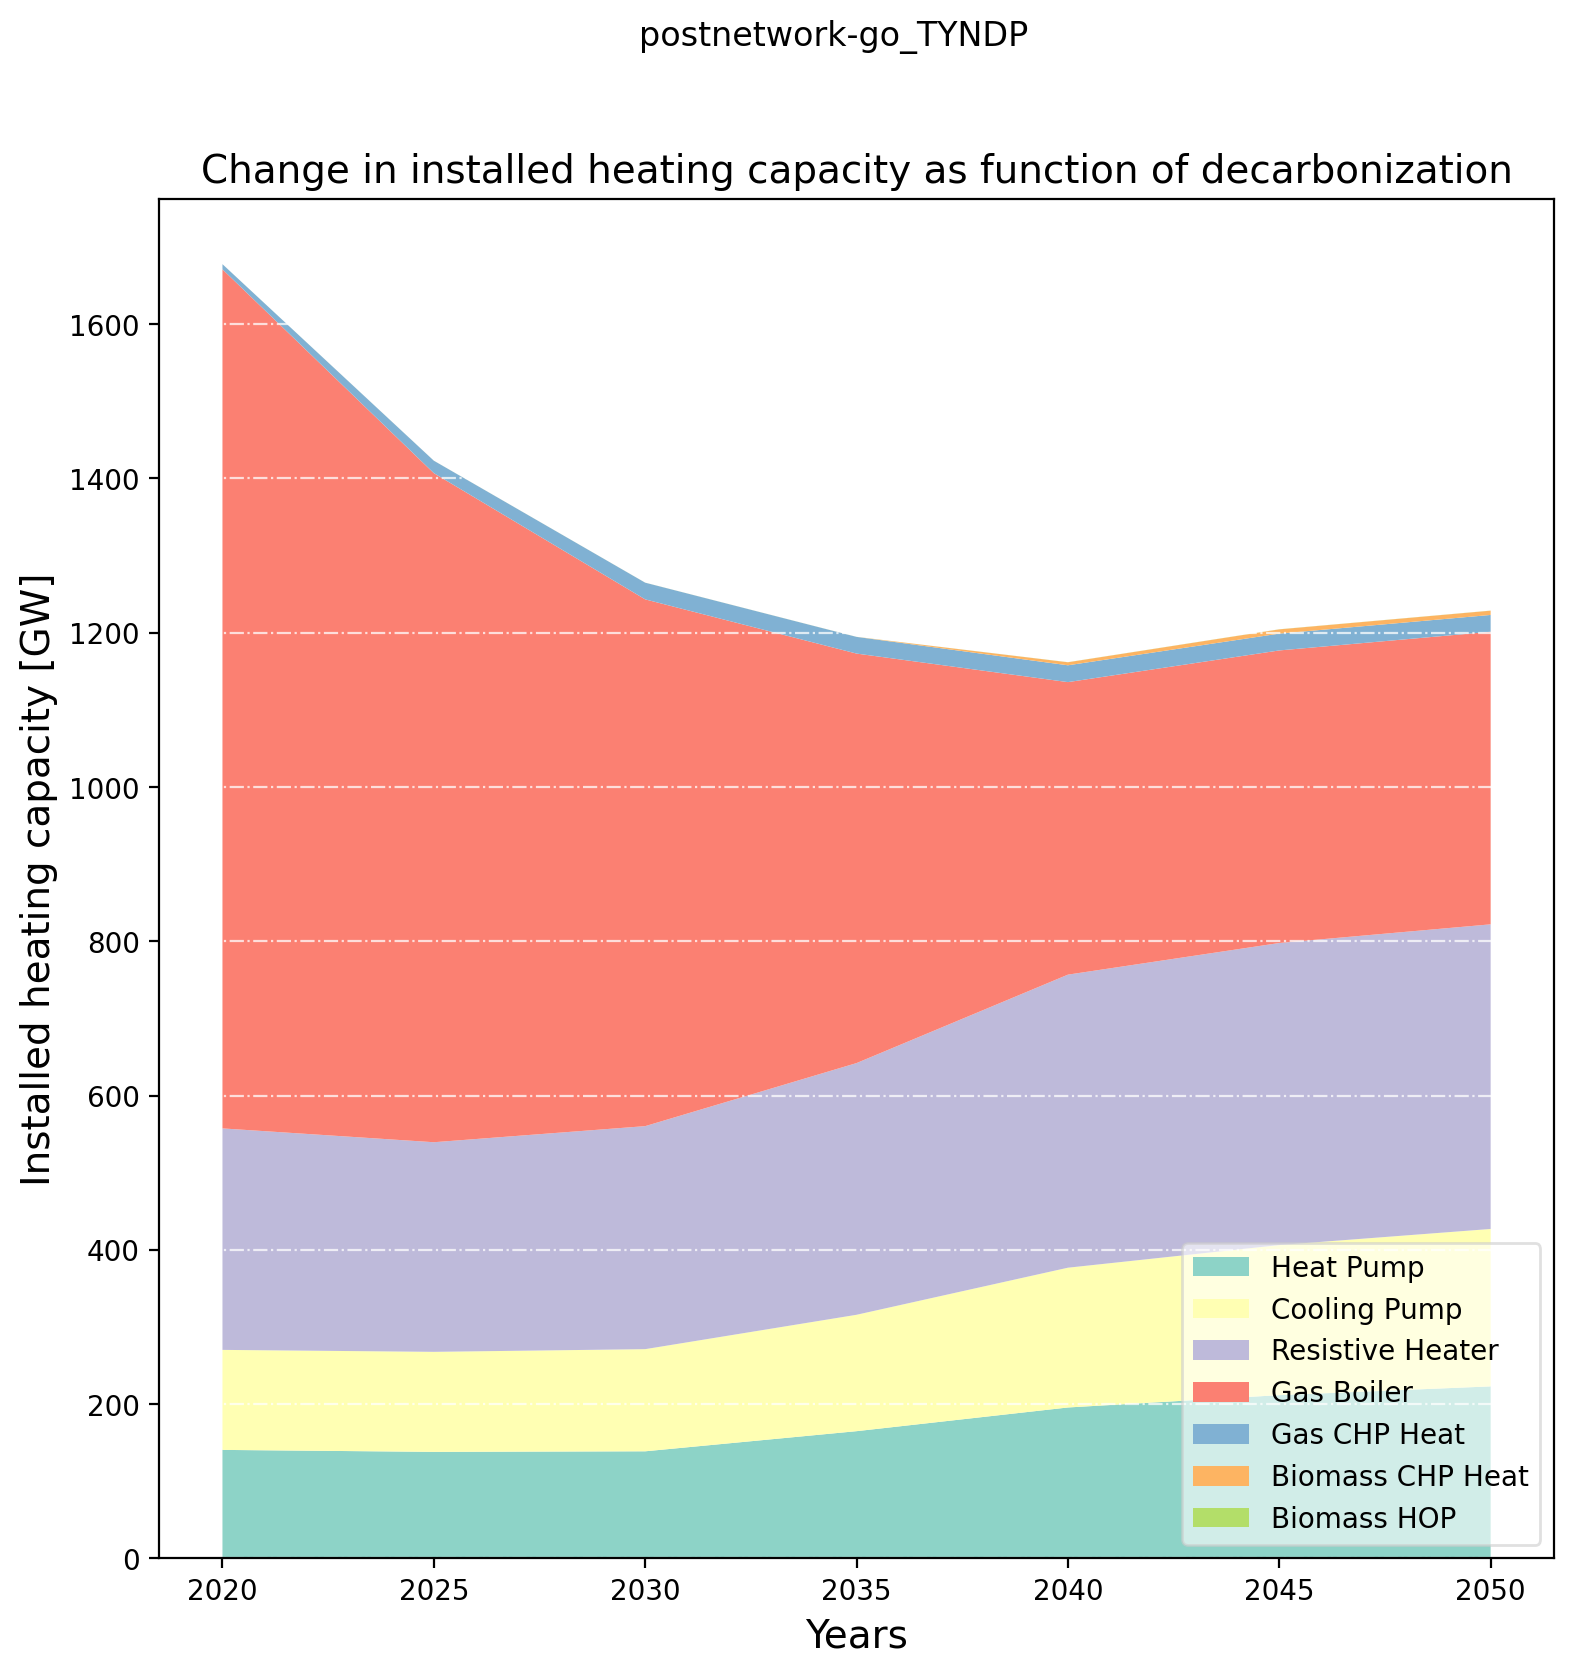 postnetwork-go_TYNDP
Change in installed heating capacity as function of decarbonization
Installed heating capacity [GW]
1600
1400
1200
1000
800
600
400
200
0
Heat Pump
Cooling Pump
Resistive Heater
Gas Boiler
Gas CHP Heat
Biomass CHP Heat
Biomass HOP
2020 2025 2030 2035 2040 2045 2050
Years